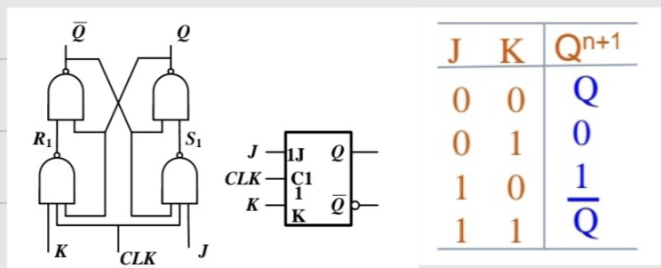 Q̅ Q
R₁ S₁
K CLK J
J 1J Q
CLK C1
1
K K Q̅
J K Qⁿ⁺¹
0 0 Q
0 1 0
1 0 1
1 1 Q̅